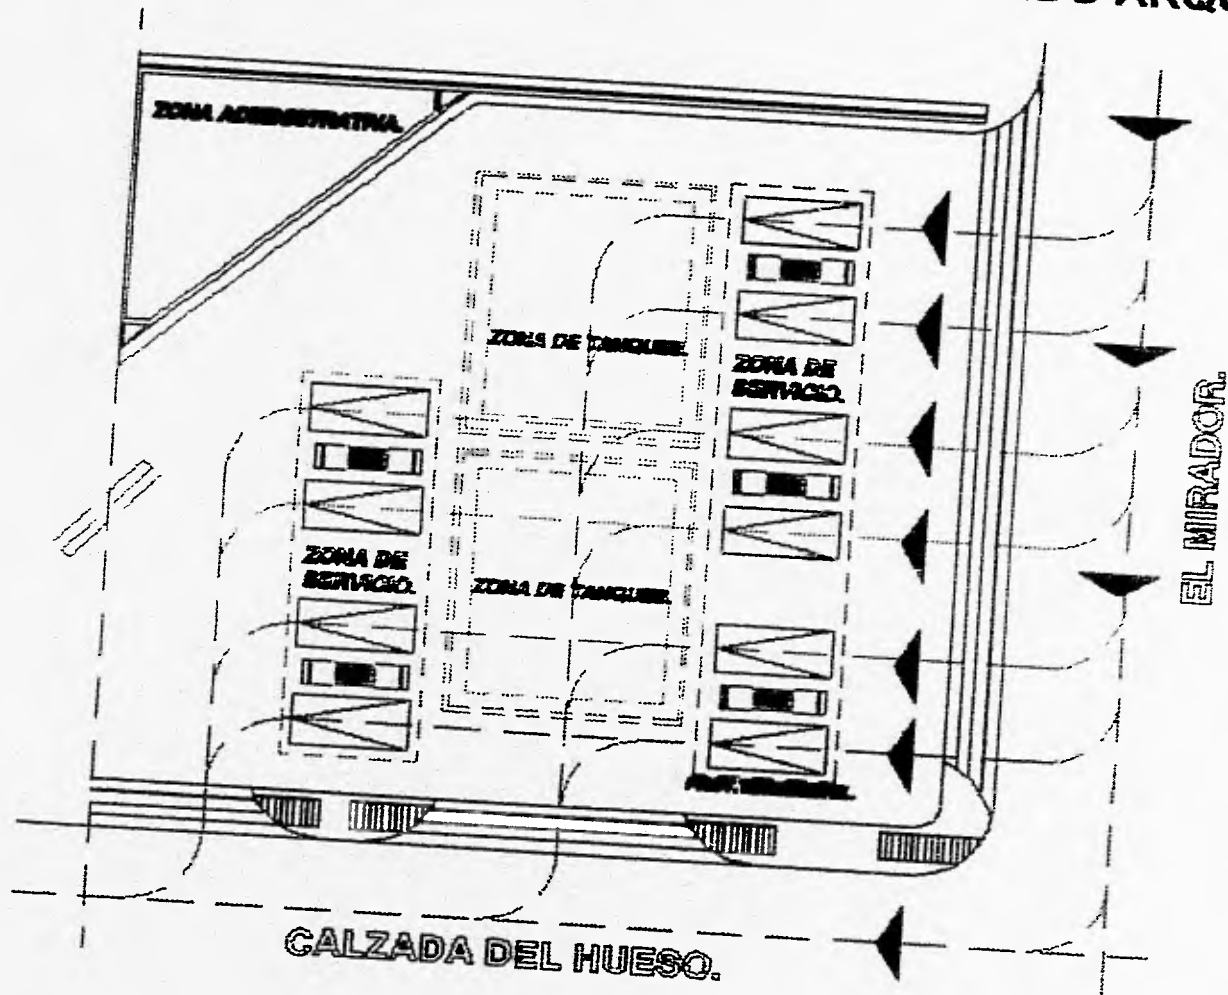 ZONA ADMINISTRATIVA.
ZONA DE TANQUES.
ZONA DE
SERVICIO.
ZONA DE
SERVICIO.
ZONA DE TANQUES.
EL MIRADOR.
CALZADA DEL HUESO.